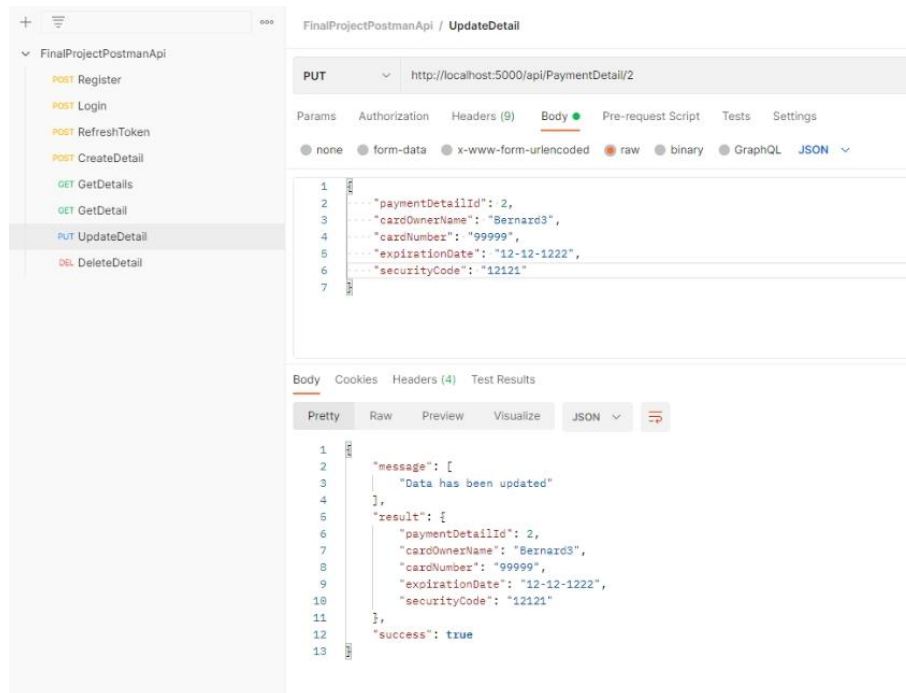 FinalProjectPostmanApi / UpdateDetail
FinalProjectPostmanApi
POST Register
POST Login
POST RefreshToken
POST CreateDetail
GET GetDetails
GET GetDetail
PUT UpdateDetail
DEL DeleteDetail
PUT http://localhost:5000/api/PaymentDetail/2
Params Authorization Headers (9) Body Pre-request Script Tests Settings
none form-data x-www-form-urlencoded raw binary GraphQL JSON
1 {
2 "paymentDetailId": 2,
3 "cardOwnerName": "Bernard3",
4 "cardNumber": "99999",
5 "expirationDate": "12-12-1222",
6 "securityCode": "12121"
7 }
Body Cookies Headers (4) Test Results
Pretty Raw Preview Visualize JSON
1 {
2 "message": [
3 "Data has been updated"
4 ],
5 "result": {
6 "paymentDetailId": 2,
7 "cardOwnerName": "Bernard3",
8 "cardNumber": "99999",
9 "expirationDate": "12-12-1222",
10 "securityCode": "12121"
11 },
12 "success": true
13 }